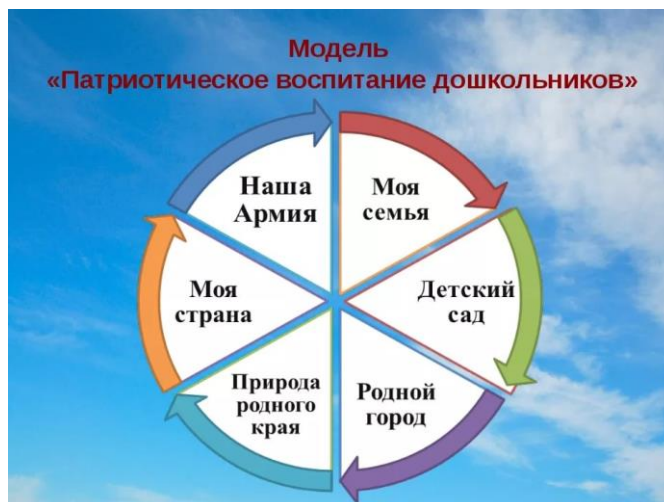 Модель
«Патриотическое воспитание дошкольников»
Наша
Армия
Моя
семья
Детский
сад
Родной
город
Природа
родного
края
Моя
страна